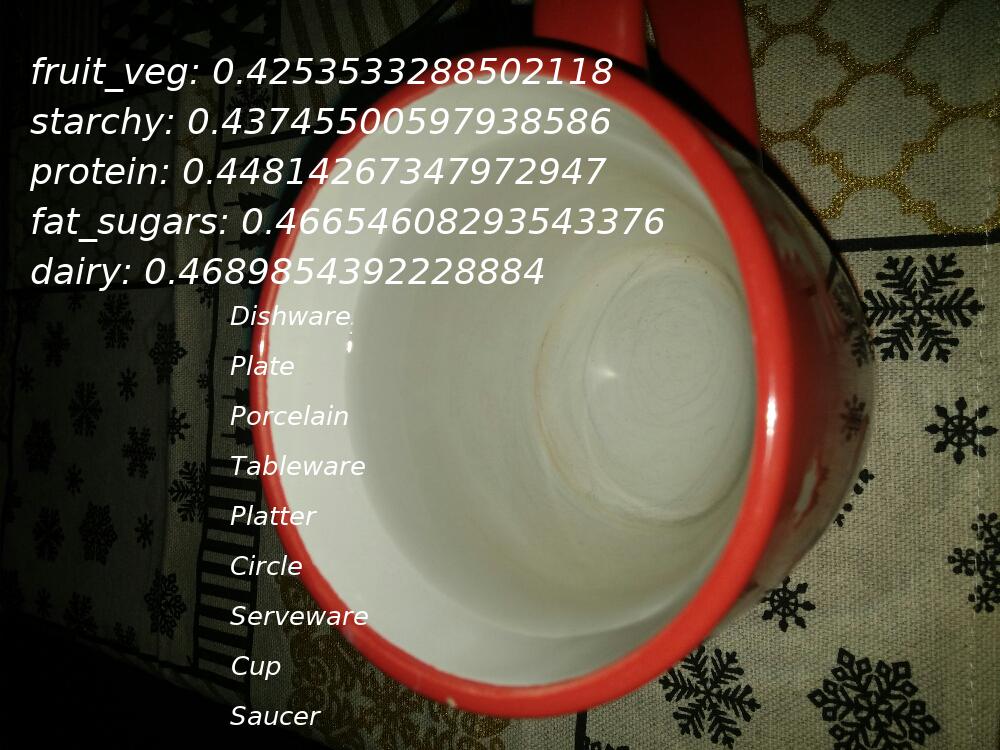 fruit_veg: 0.4253533288502118
starchy: 0.43745500597938586
protein: 0.44814267347972947
fat_sugars: 0.46654608293543376
dairy: 0.4689854392228884
Dishware
Plate
Porcelain
Tableware
Platter
Circle
Serveware
Cup
Saucer